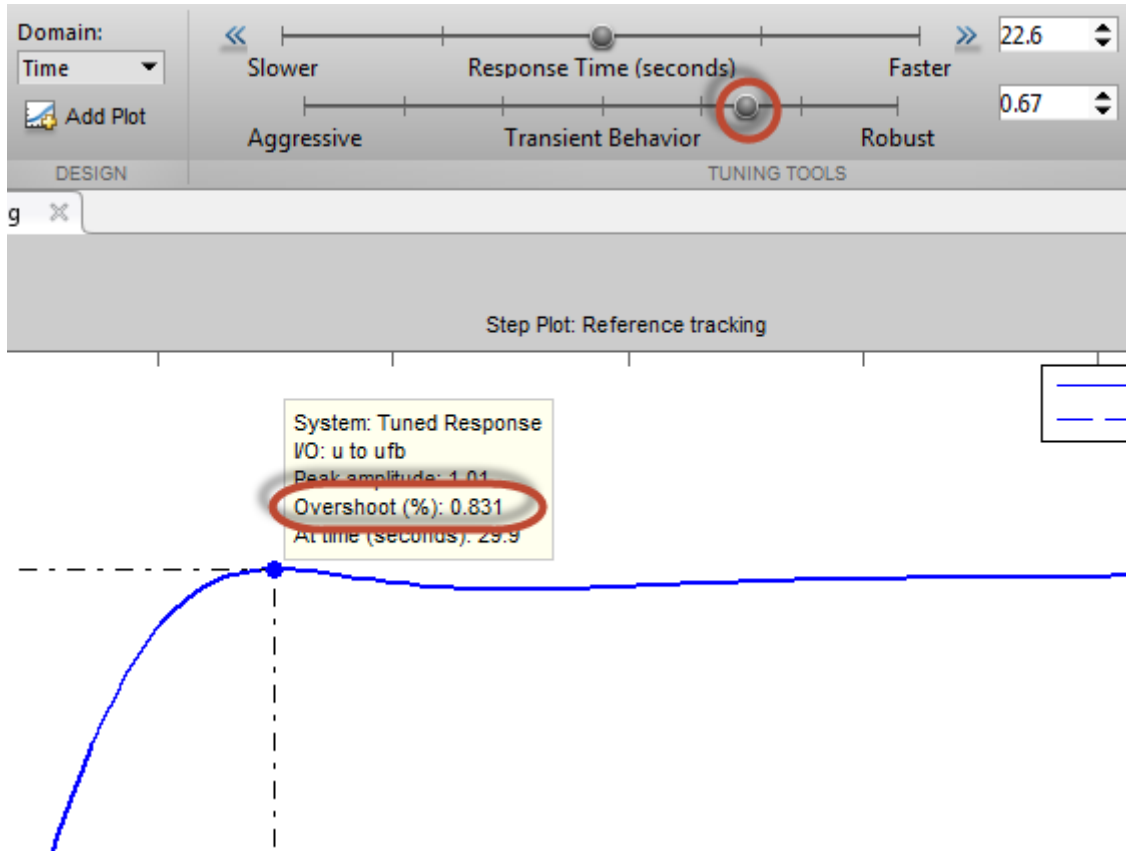 Domain:
Time
Add Plot
DESIGN
22.6
Slower Response Time (seconds) Faster
0.67
Aggressive Transient Behavior Robust
TUNING TOOLS
g
Step Plot: Reference tracking
System: Tuned Response
I/O: u to ufb
Peak amplitude: 1.01
Overshoot (%): 0.831
At time (seconds): 29.9